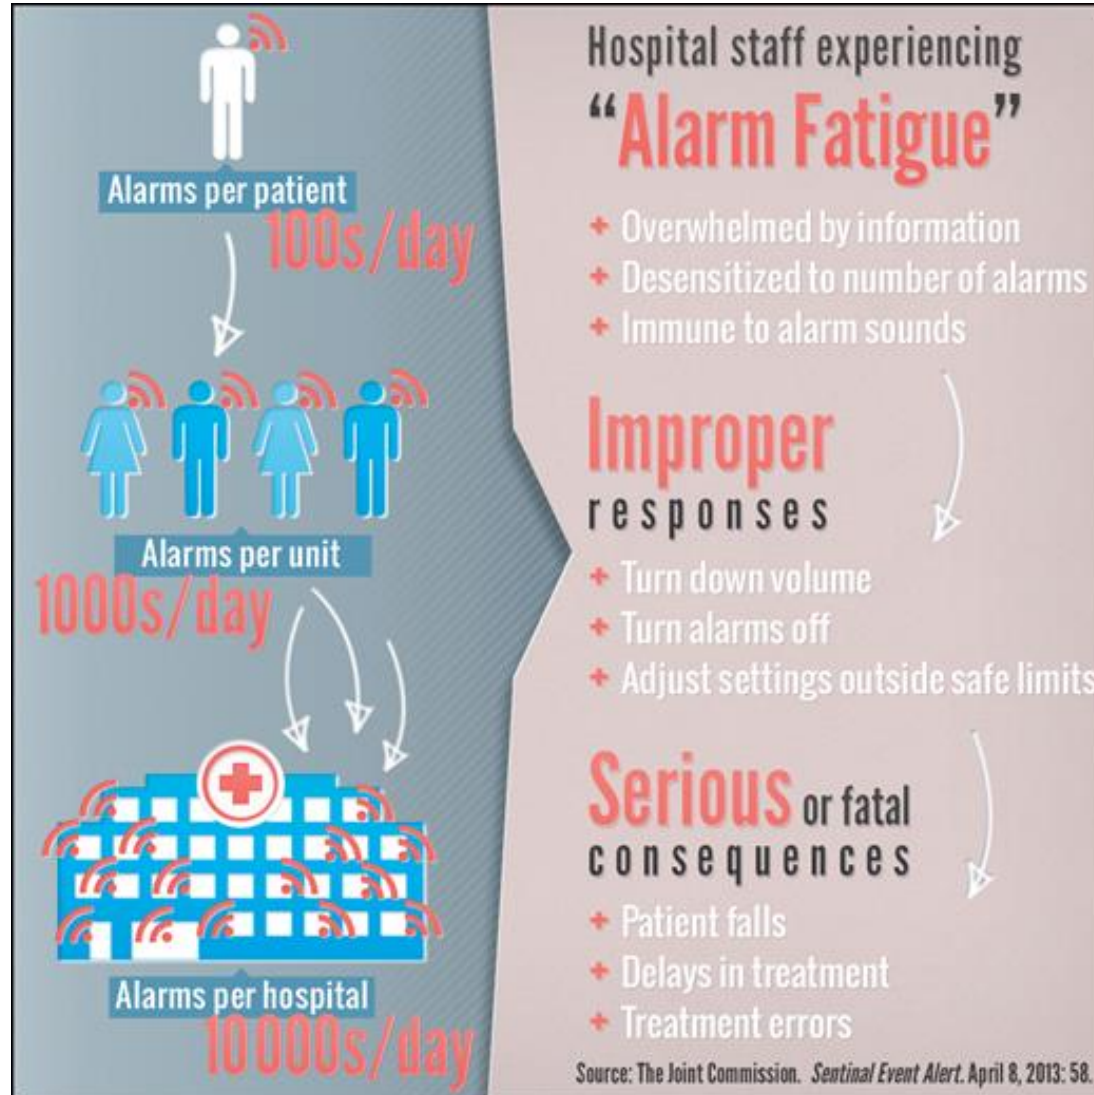 Alarms per patient
100s/day
Alarms per unit
1000s/day
Alarms per hospital
10000s/day
Hospital staff experiencing
“Alarm Fatigue”
+ Overwhelmed by information
+ Desensitized to number of alarms
+ Immune to alarm sounds
Improper
responses
+ Turn down volume
+ Turn alarms off
+ Adjust settings outside safe limits
Serious or fatal
consequences
+ Patient falls
+ Delays in treatment
+ Treatment errors
Source: The Joint Commission. Sentinal Event Alert. April 8, 2013: 58.